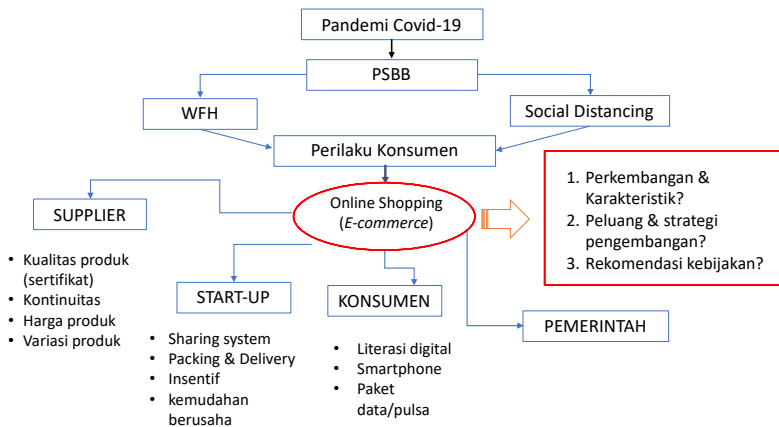 Pandemi Covid-19
PSBB
WFH
Social Distancing
Perilaku Konsumen
Online Shopping
(E-commerce)
1. Perkembangan &
Karakteristik?
2. Peluang & strategi
pengembangan?
3. Rekomendasi kebijakan?
SUPPLIER
• Kualitas produk
(sertifikat)
• Kontinuitas
• Harga produk
• Variasi produk
START-UP
• Sharing system
• Packing & Delivery
• Insentif
• kemudahan
berusaha
KONSUMEN
• Literasi digital
• Smartphone
• Paket
data/pulsa
PEMERINTAH